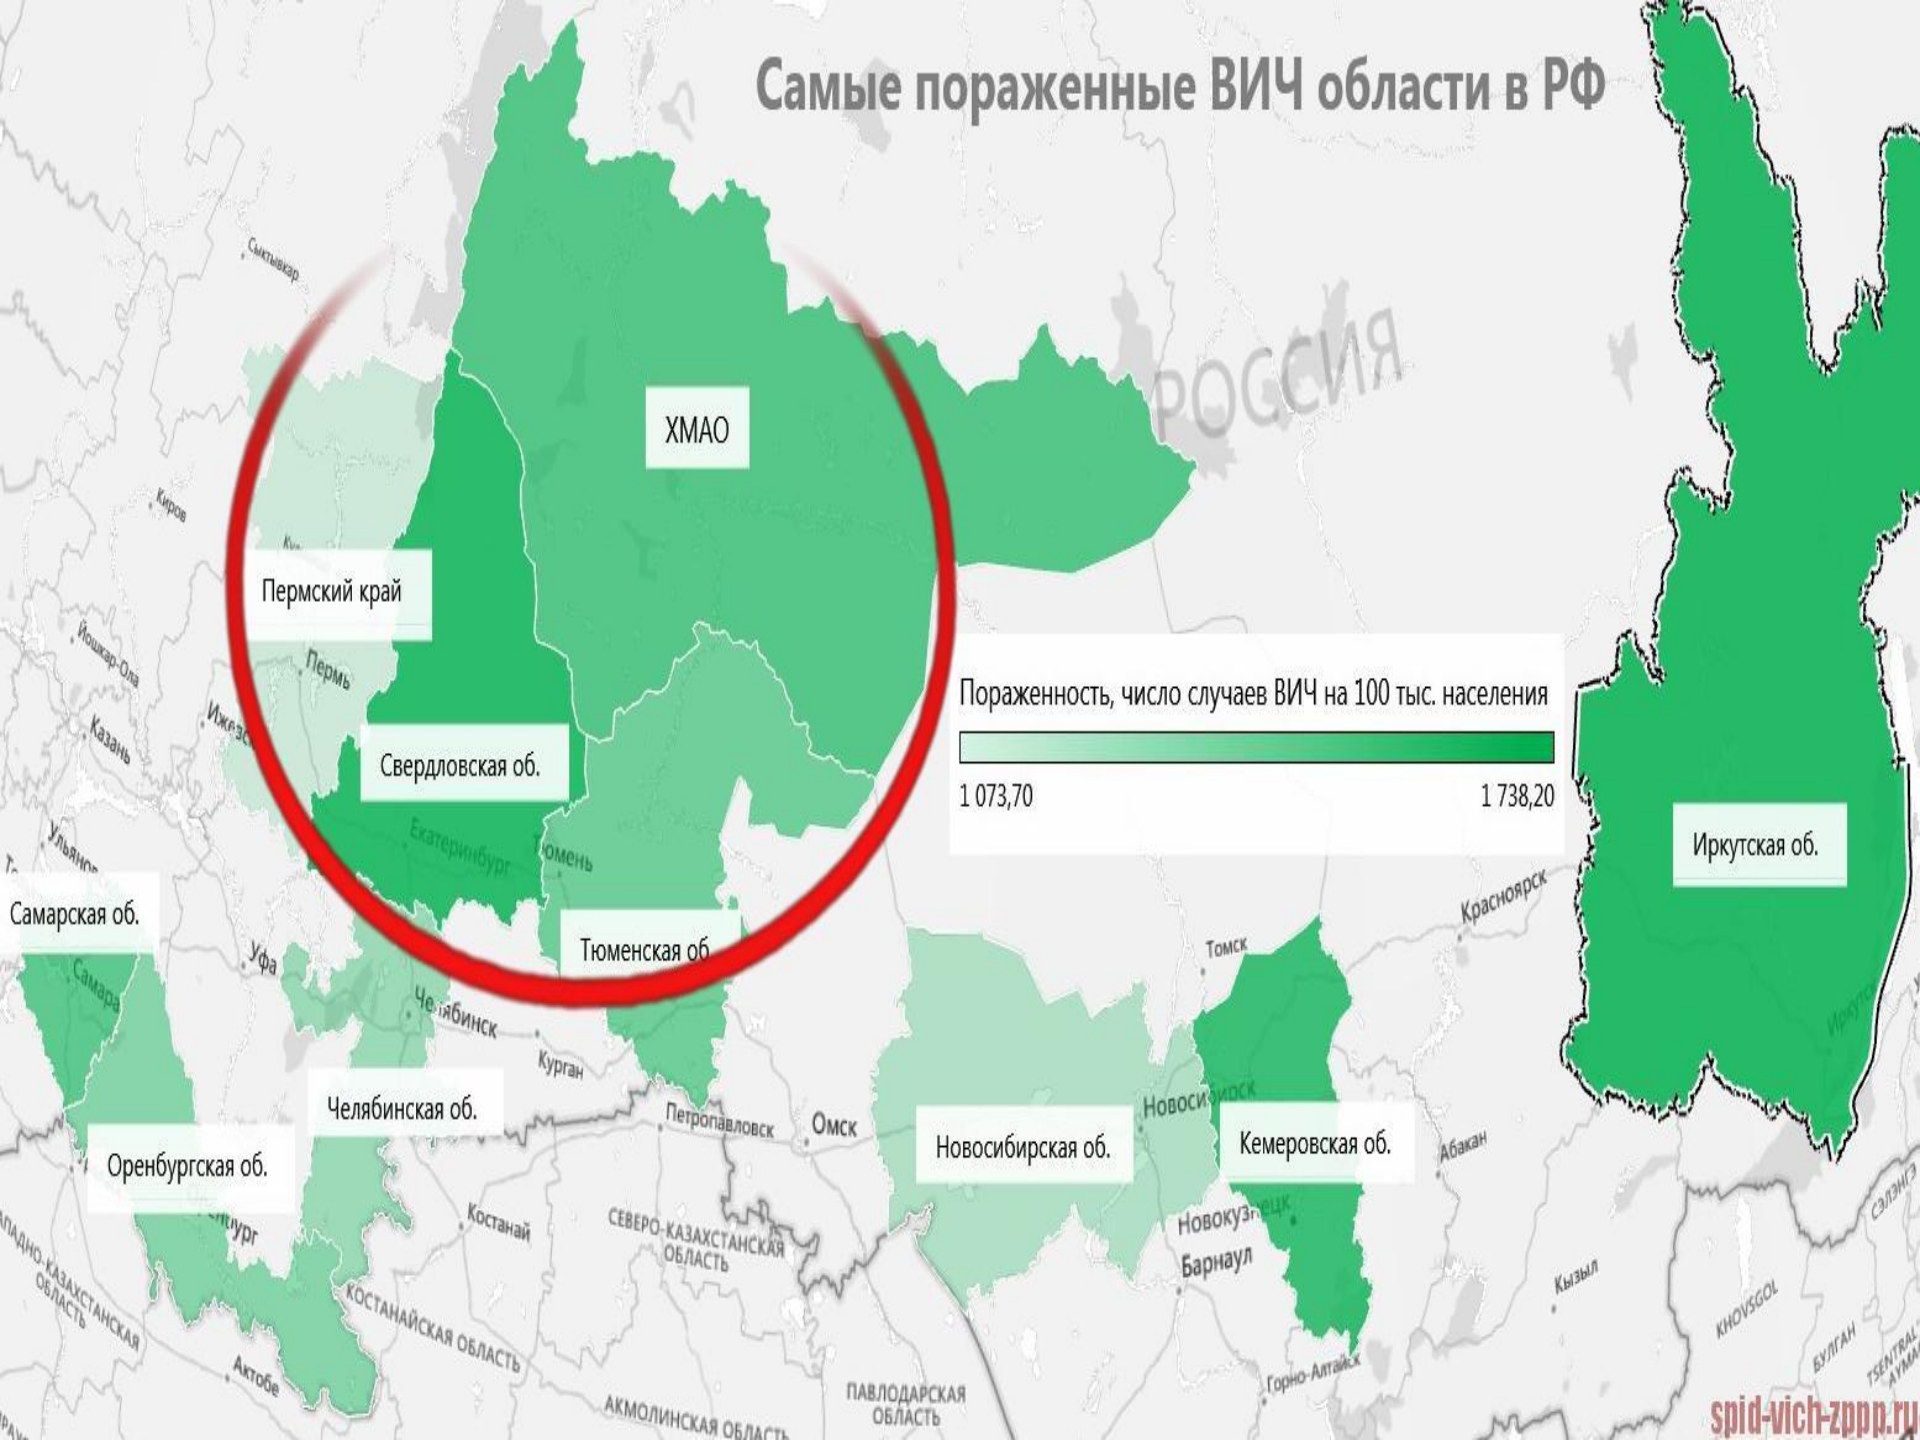 Самые пораженные ВИЧ области в РФ
Сыктывкар
РОССИЯ
ХМАО
Киров
Пермский край
Йошкар-Ола
Пермь
Казань
Свердловская об.
Екатеринбург
Тюмень
Пораженность, число случаев ВИЧ на 100 тыс. населения
1 073,70
1 738,20
Иркутская об.
Красноярск
Самарская об.
Самара
Уфа
Тюменская об
Челябинск
Курган
Томск
Челябинская об.
Петропавловск
Омск
Новосибирск
Новосибирская об.
Кемеровская об.
Абакан
Оренбургская об.
Костанай
СЕВЕРО-КАЗАХСТАНСКАЯ
ОБЛАСТЬ
Новокузнецк
Барнаул
Кызыл
СЭЛЭНГЭ
KHOVSGOL
БУЛГАН
КОСТАНАЙСКАЯ ОБЛАСТЬ
ОБЛАСТЬ
Актобе
Горно-Алтайск
ПАВЛОДАРСКАЯ
ОБЛАСТЬ
АКМОЛИНСКАЯ ОБЛАСТЬ
spid-vich-zppp.ru